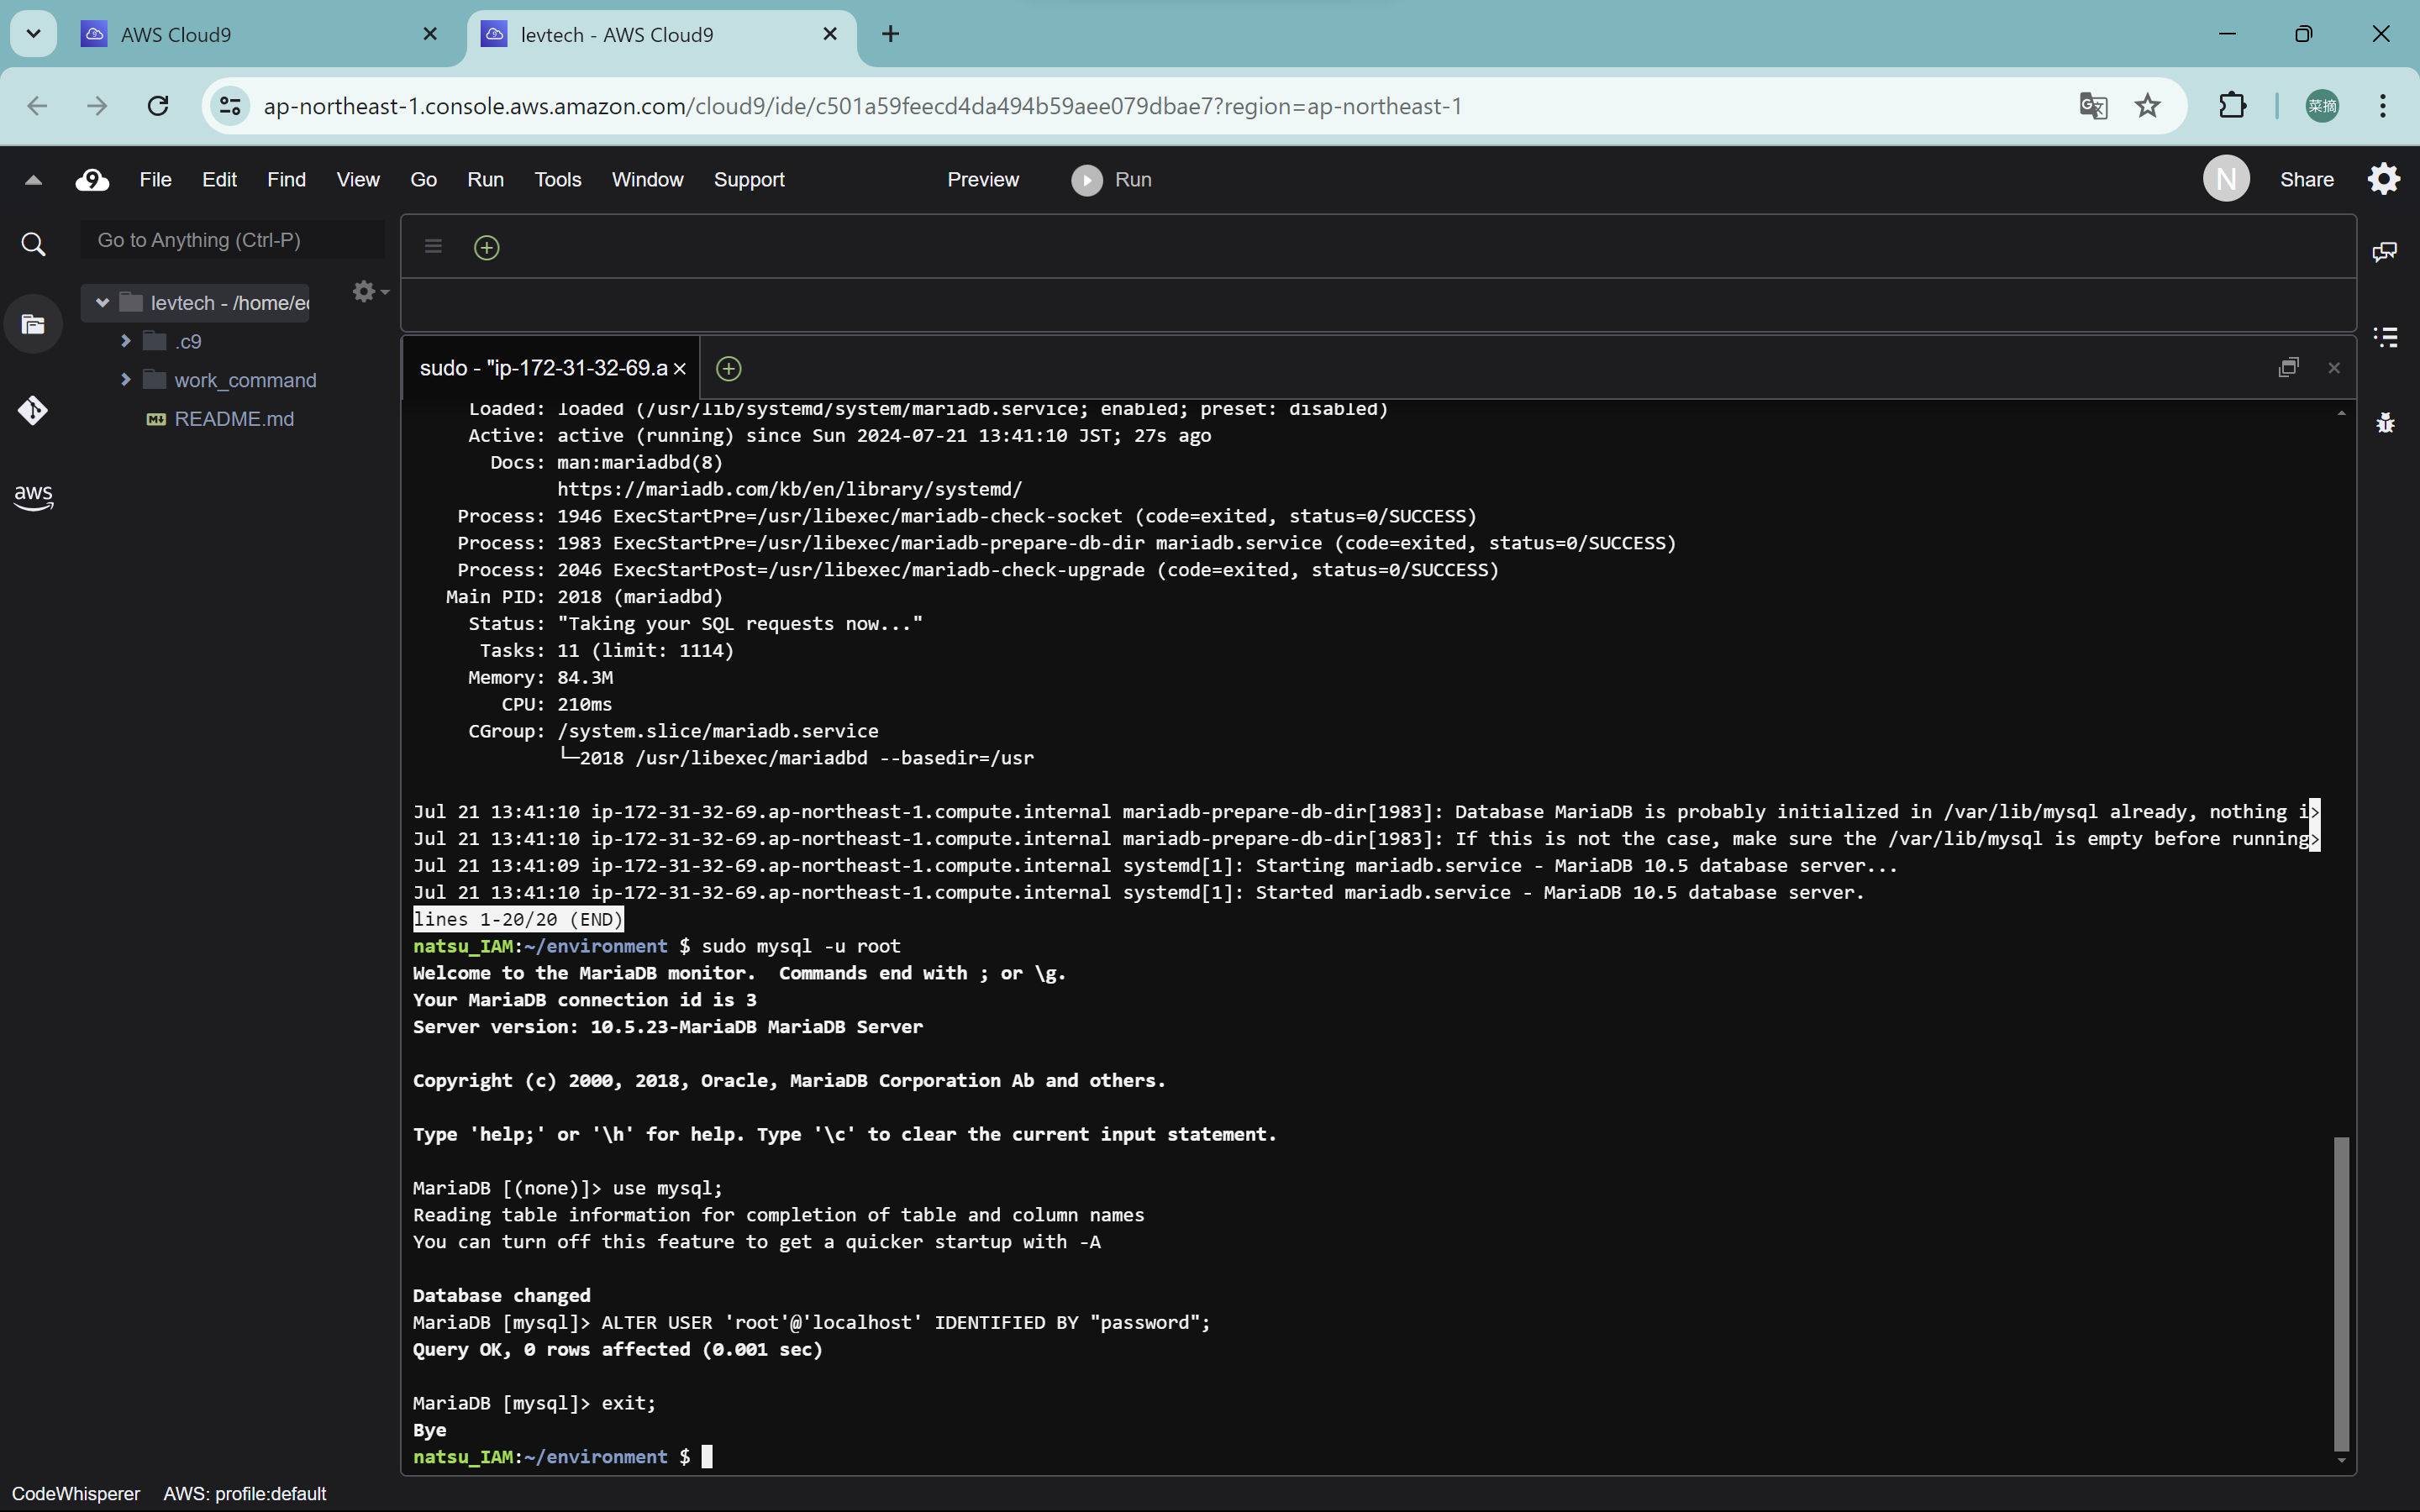 AWS Cloud9
levtech - AWS Cloud9
ap-northeast-1.console.aws.amazon.com/cloud9/ide/c501a59feecd4da494b59aee079dbae7?region=ap-northeast-1
菜摘
9 File Edit Find View Go Run Tools Window Support Preview Run N Share
Go to Anything (Ctrl-P)
levtech - /home/ec
.c9
work_command
README.md
aws
sudo - "ip-172-31-32-69.a
Loaded: loaded (/usr/lib/systemd/system/mariadb.service; enabled; preset: disabled)
Active: active (running) since Sun 2024-07-21 13:41:10 JST; 27s ago
Docs: man:mariadbd(8)
https://mariadb.com/kb/en/library/systemd/
Process: 1946 ExecStartPre=/usr/libexec/mariadb-check-socket (code=exited, status=0/SUCCESS)
Process: 1983 ExecStartPre=/usr/libexec/mariadb-prepare-db-dir mariadb.service (code=exited, status=0/SUCCESS)
Process: 2046 ExecStartPost=/usr/libexec/mariadb-check-upgrade (code=exited, status=0/SUCCESS)
Main PID: 2018 (mariadbd)
Status: "Taking your SQL requests now..."
Tasks: 11 (limit: 1114)
Memory: 84.3M
CPU: 210ms
CGroup: /system.slice/mariadb.service
└─2018 /usr/libexec/mariadbd --basedir=/usr
Jul 21 13:41:10 ip-172-31-32-69.ap-northeast-1.compute.internal mariadb-prepare-db-dir[1983]: Database MariaDB is probably initialized in /var/lib/mysql already, nothing i>
Jul 21 13:41:10 ip-172-31-32-69.ap-northeast-1.compute.internal mariadb-prepare-db-dir[1983]: If this is not the case, make sure the /var/lib/mysql is empty before running>
Jul 21 13:41:09 ip-172-31-32-69.ap-northeast-1.compute.internal systemd[1]: Starting mariadb.service - MariaDB 10.5 database server...
Jul 21 13:41:10 ip-172-31-32-69.ap-northeast-1.compute.internal systemd[1]: Started mariadb.service - MariaDB 10.5 database server.
lines 1-20/20 (END)
natsu_IAM:~/environment $ sudo mysql -u root
Welcome to the MariaDB monitor.  Commands end with ; or \g.
Your MariaDB connection id is 3
Server version: 10.5.23-MariaDB MariaDB Server
Copyright (c) 2000, 2018, Oracle, MariaDB Corporation Ab and others.
Type 'help;' or '\h' for help. Type '\c' to clear the current input statement.
MariaDB [(none)]> use mysql;
Reading table information for completion of table and column names
You can turn off this feature to get a quicker startup with -A
Database changed
MariaDB [mysql]> ALTER USER 'root'@'localhost' IDENTIFIED BY "password";
Query OK, 0 rows affected (0.001 sec)
MariaDB [mysql]> exit;
Bye
natsu_IAM:~/environment $
CodeWhisperer AWS: profile:default